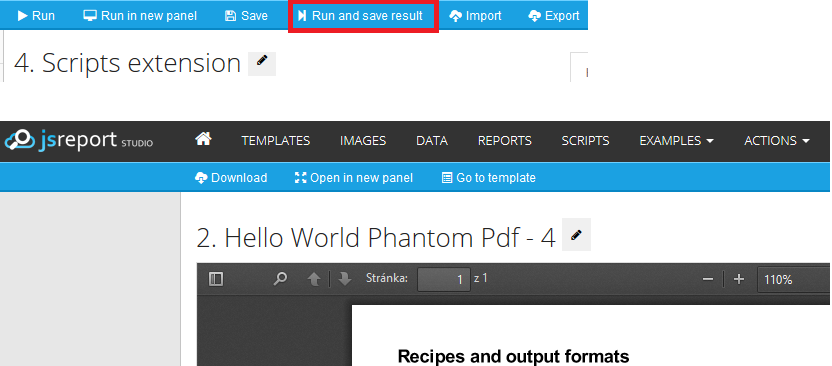 Run Run in new panel Save Run and save result Import Export
4. Scripts extension
jsreport STUDIO TEMPLATES IMAGES DATA REPORTS SCRIPTS EXAMPLES ACTIONS
Download Open in new panel Go to template
2. Hello World Phantom Pdf - 4
Stránka: 1 z 1 110%
Recipes and output formats